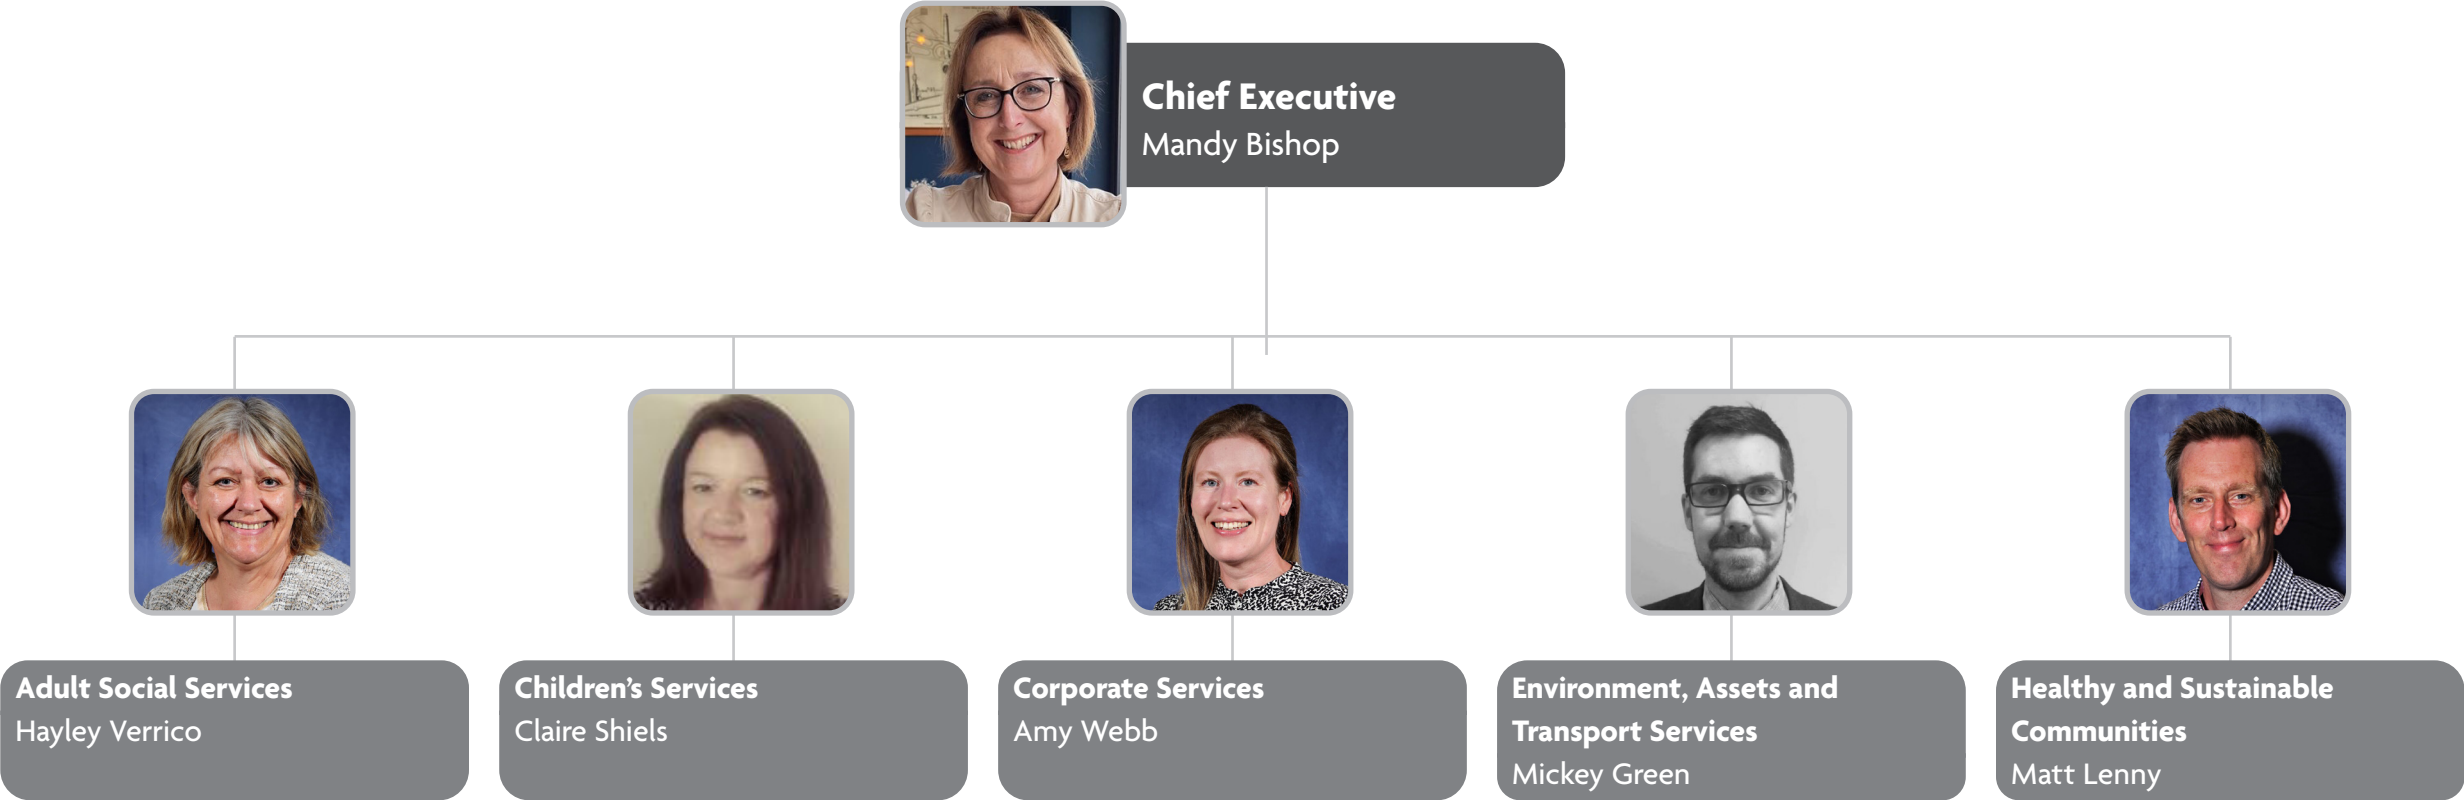 Chief Executive
Mandy Bishop
Adult Social Services
Hayley Verrico
Children’s Services
Claire Shiels
Corporate Services
Amy Webb
Environment, Assets and
Transport Services
Mickey Green
Healthy and Sustainable
Communities
Matt Lenny